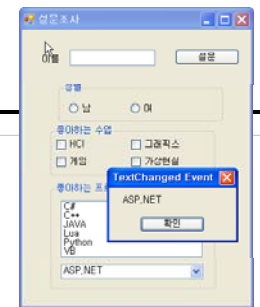 설문조사
이름
설문
성별
남
여
좋아하는 수업
HCI
그래픽스
게임
가상현실
TextChanged Event
ASP.NET
확인
좋아하는 프
C#
C++
JAVA
Lua
Python
VB
ASP.NET